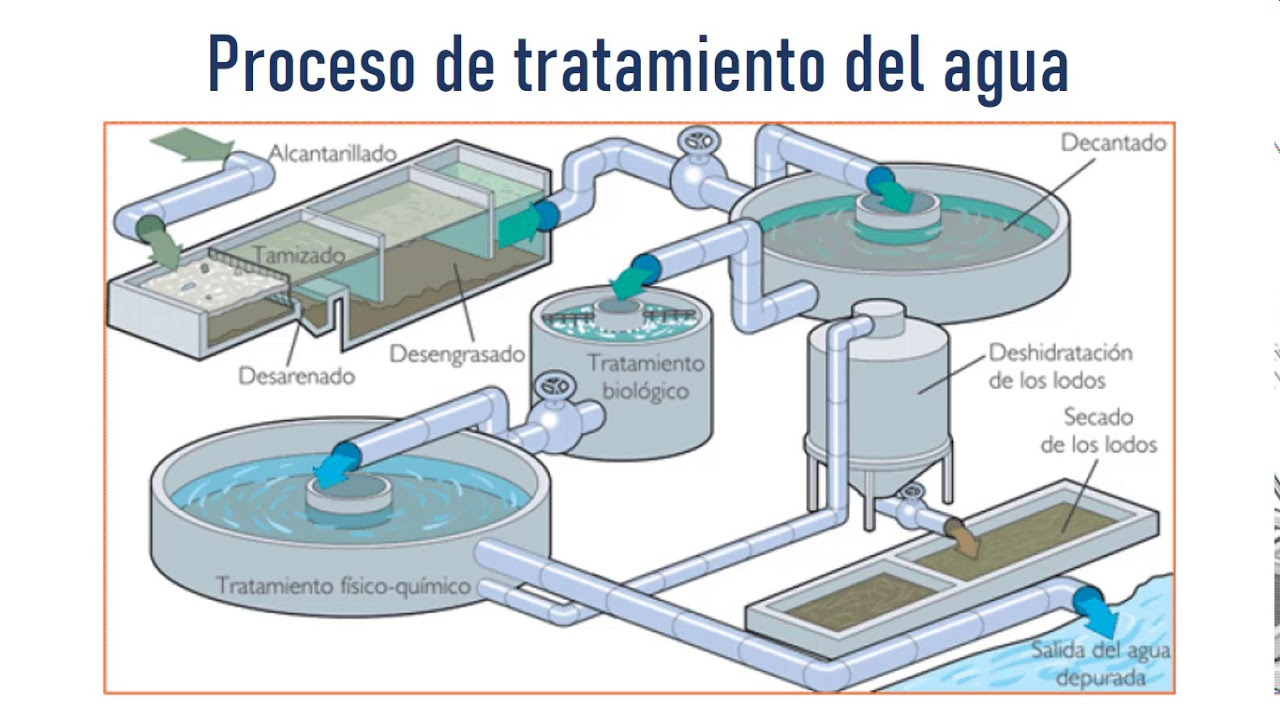 Proceso de tratamiento del agua
Alcantarillado
Decantado
Tamizado
Desengrasado
Desarenado
Tratamiento
biológico
Deshidratación
de los lodos
Secado
de los lodos
Tratamiento físico-químico
Salida del agua
depurada